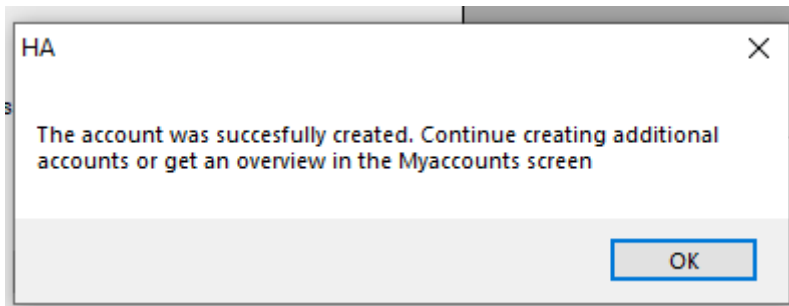 HA
s
The account was succesfully created. Continue creating additional
accounts or get an overview in the Myaccounts screen
OK